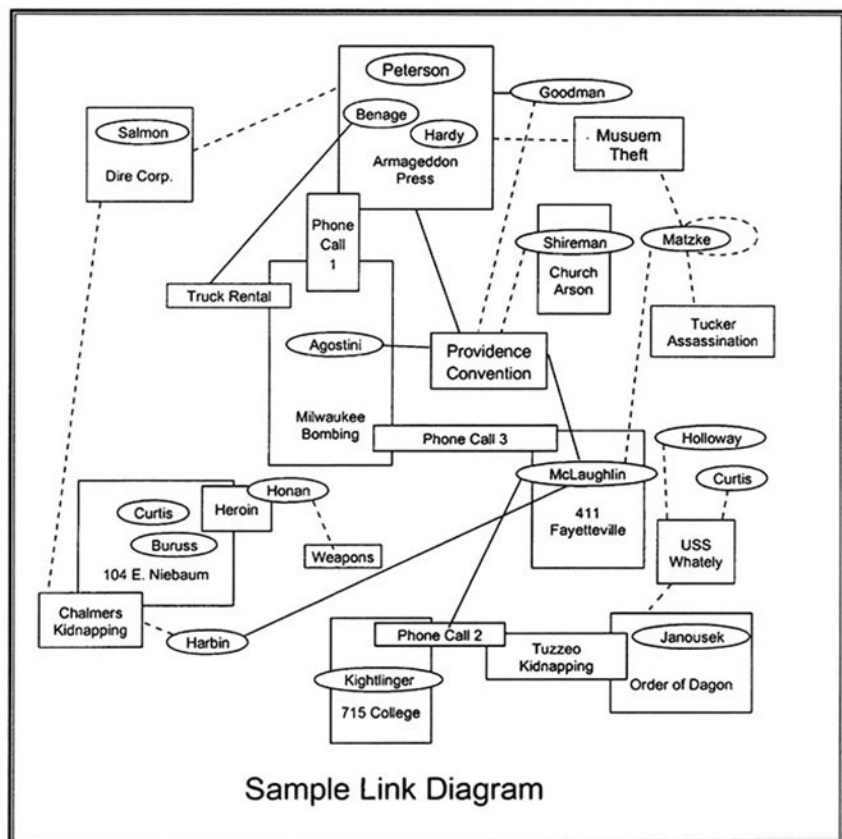 Peterson
Goodman
Benage
Salmon
Hardy
Musuem
Theft
Dire Corp.
Armageddon
Press
Phone
Call
1
Shireman
Matzke
Church
Arson
Truck Rental
Tucker
Assassination
Agostini
Providence
Convention
Milwaukee
Bombing
Phone Call 3
Holloway
McLaughlin
Curtis
Honan
Heroin
Curtis
411
Fayetteville
Buruss
USS
Whately
Weapons
104 E. Niebaum
Chalmers
Kidnapping
Harbin
Phone Call 2
Tuzzeo
Kidnapping
Janousek
Kightlinger
Order of Dagon
715 College
Sample Link Diagram